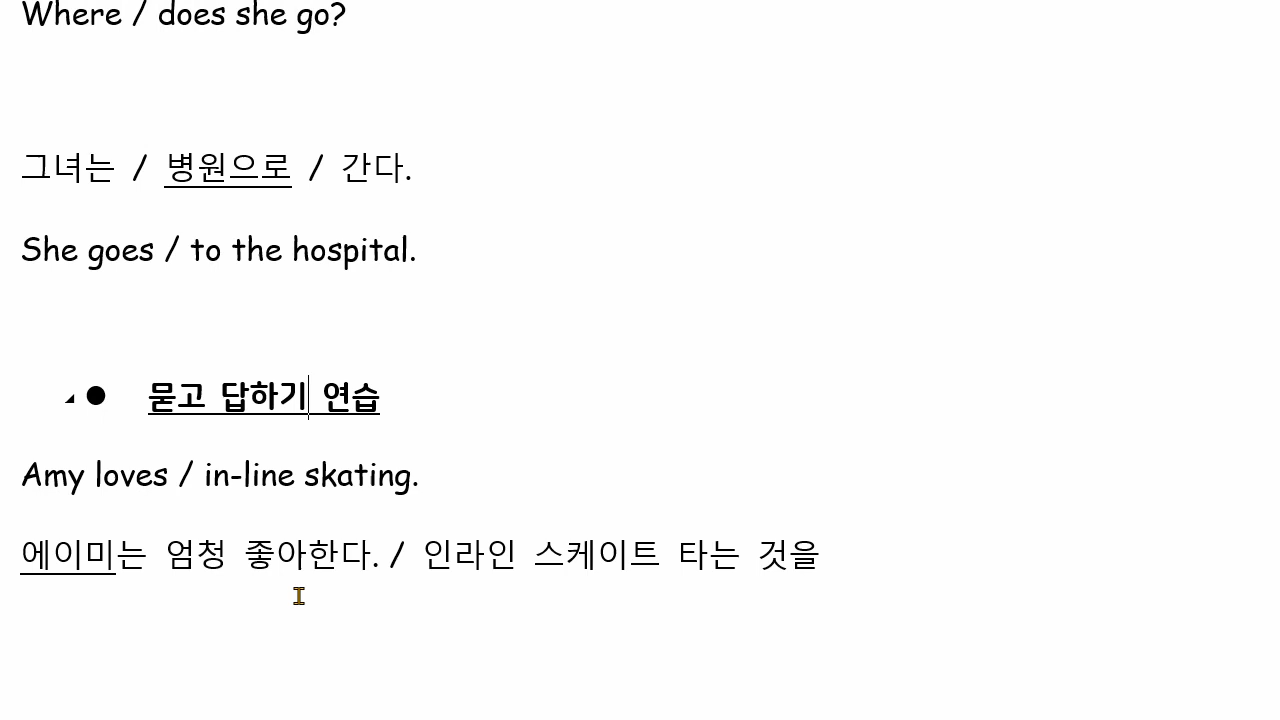 Where / does she go?
그녀는 / 병원으로 / 간다.
She goes / to the hospital.
● 묻고 답하기 연습
Amy loves / in-line skating.
에이미는 엄청 좋아한다. / 인라인 스케이트 타는 것을